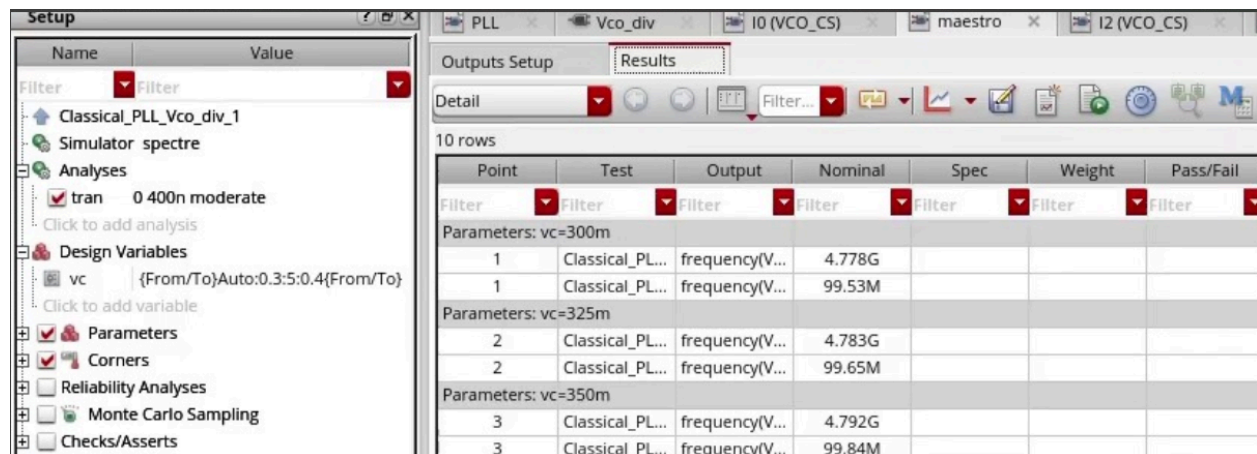 Setup
PLL
Vco_div
I0 (VCO_CS)
maestro
I2 (VCO_CS)
Name Value
Filter Filter
Classical_PLL_Vco_div_1
Simulator spectre
Analyses
tran 0 400n moderate
Click to add analysis
Design Variables
vc {From/To}Auto:0.3:5:0.4{From/To}
Click to add variable
Parameters
Corners
Reliability Analyses
Monte Carlo Sampling
Checks/Asserts
Outputs Setup Results
Detail Filter...
10 rows
Point Test Output Nominal Spec Weight Pass/Fail
Filter Filter Filter Filter Filter Filter Filter
Parameters: vc=300m
1 Classical_PL... frequency(V... 4.778G
1 Classical_PL... frequency(V... 99.53M
Parameters: vc=325m
2 Classical_PL... frequency(V... 4.783G
2 Classical_PL... frequency(V... 99.65M
Parameters: vc=350m
3 Classical_PL... frequency(V... 4.792G
3 Classical_PL... frequency(V... 99.84M